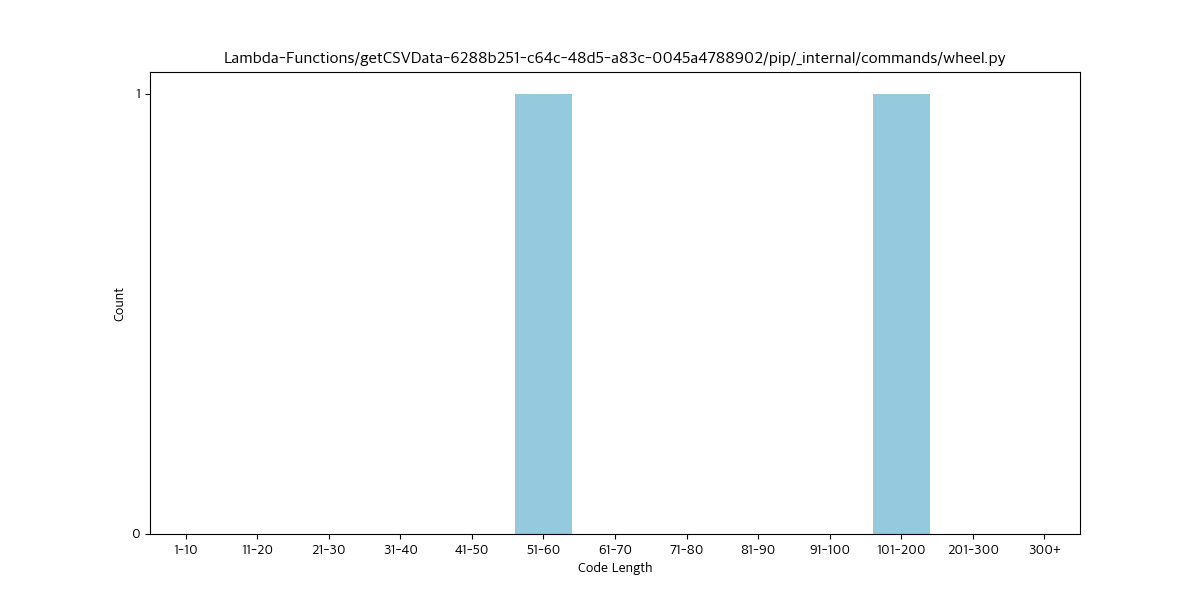 Lambda-Functions/getCSVData-6288b251-c64c-48d5-a83c-0045a4788902/pip/_internal/commands/wheel.py
1
Count
0
1-10 11-20 21-30 31-40 41-50 51-60 61-70 71-80 81-90 91-100 101-200 201-300 300+
Code Length